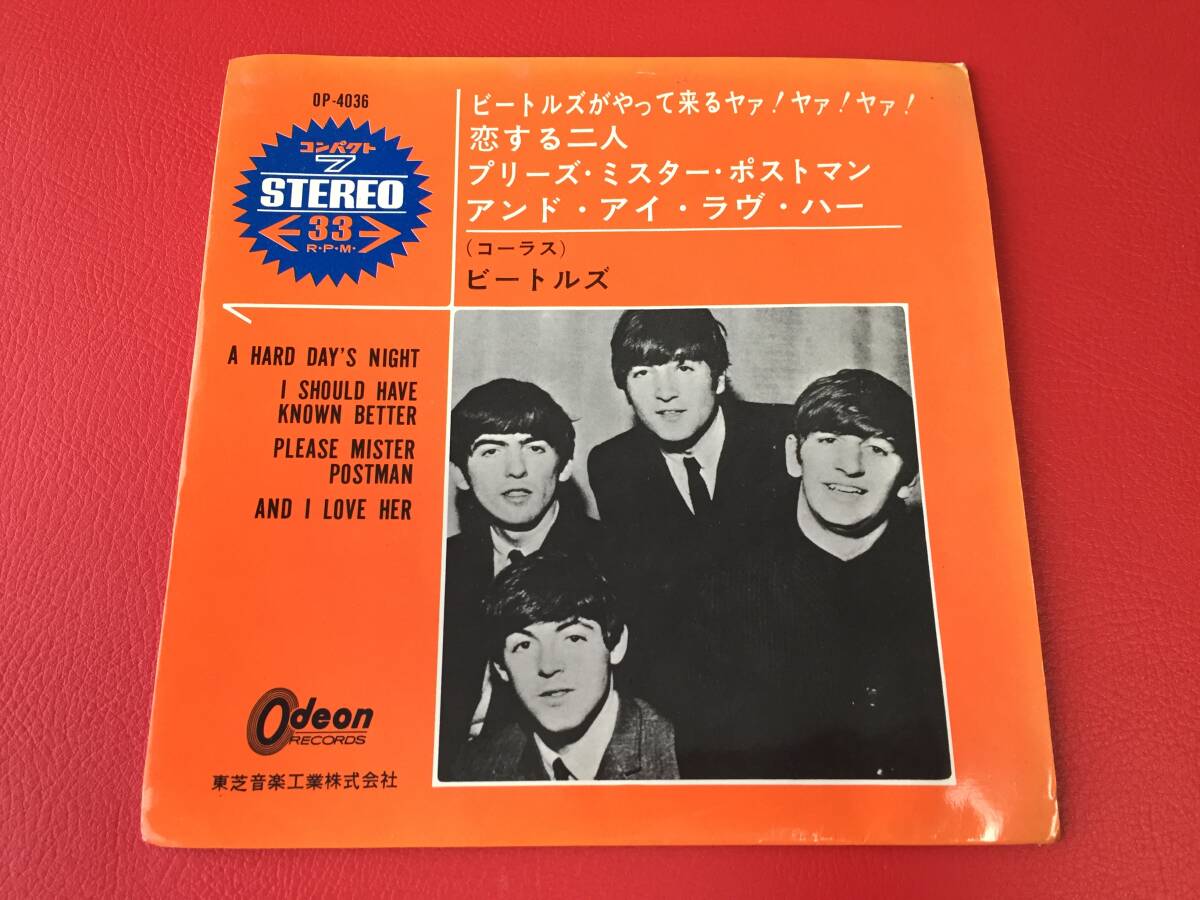 OP-4036
コンパクト
7
STEREO
33
R·P·M·
ビートルズがやって来るヤァ!ヤァ!ヤァ!
恋する二人
プリーズ・ミスター・ポストマン
アンド・アイ・ラヴ・ハー
(コーラス)
ビートルズ
A HARD DAY'S NIGHT
I SHOULD HAVE
KNOWN BETTER
PLEASE MISTER
POSTMAN
AND I LOVE HER
Odeon
RECORDS
東芝音楽工業株式会社